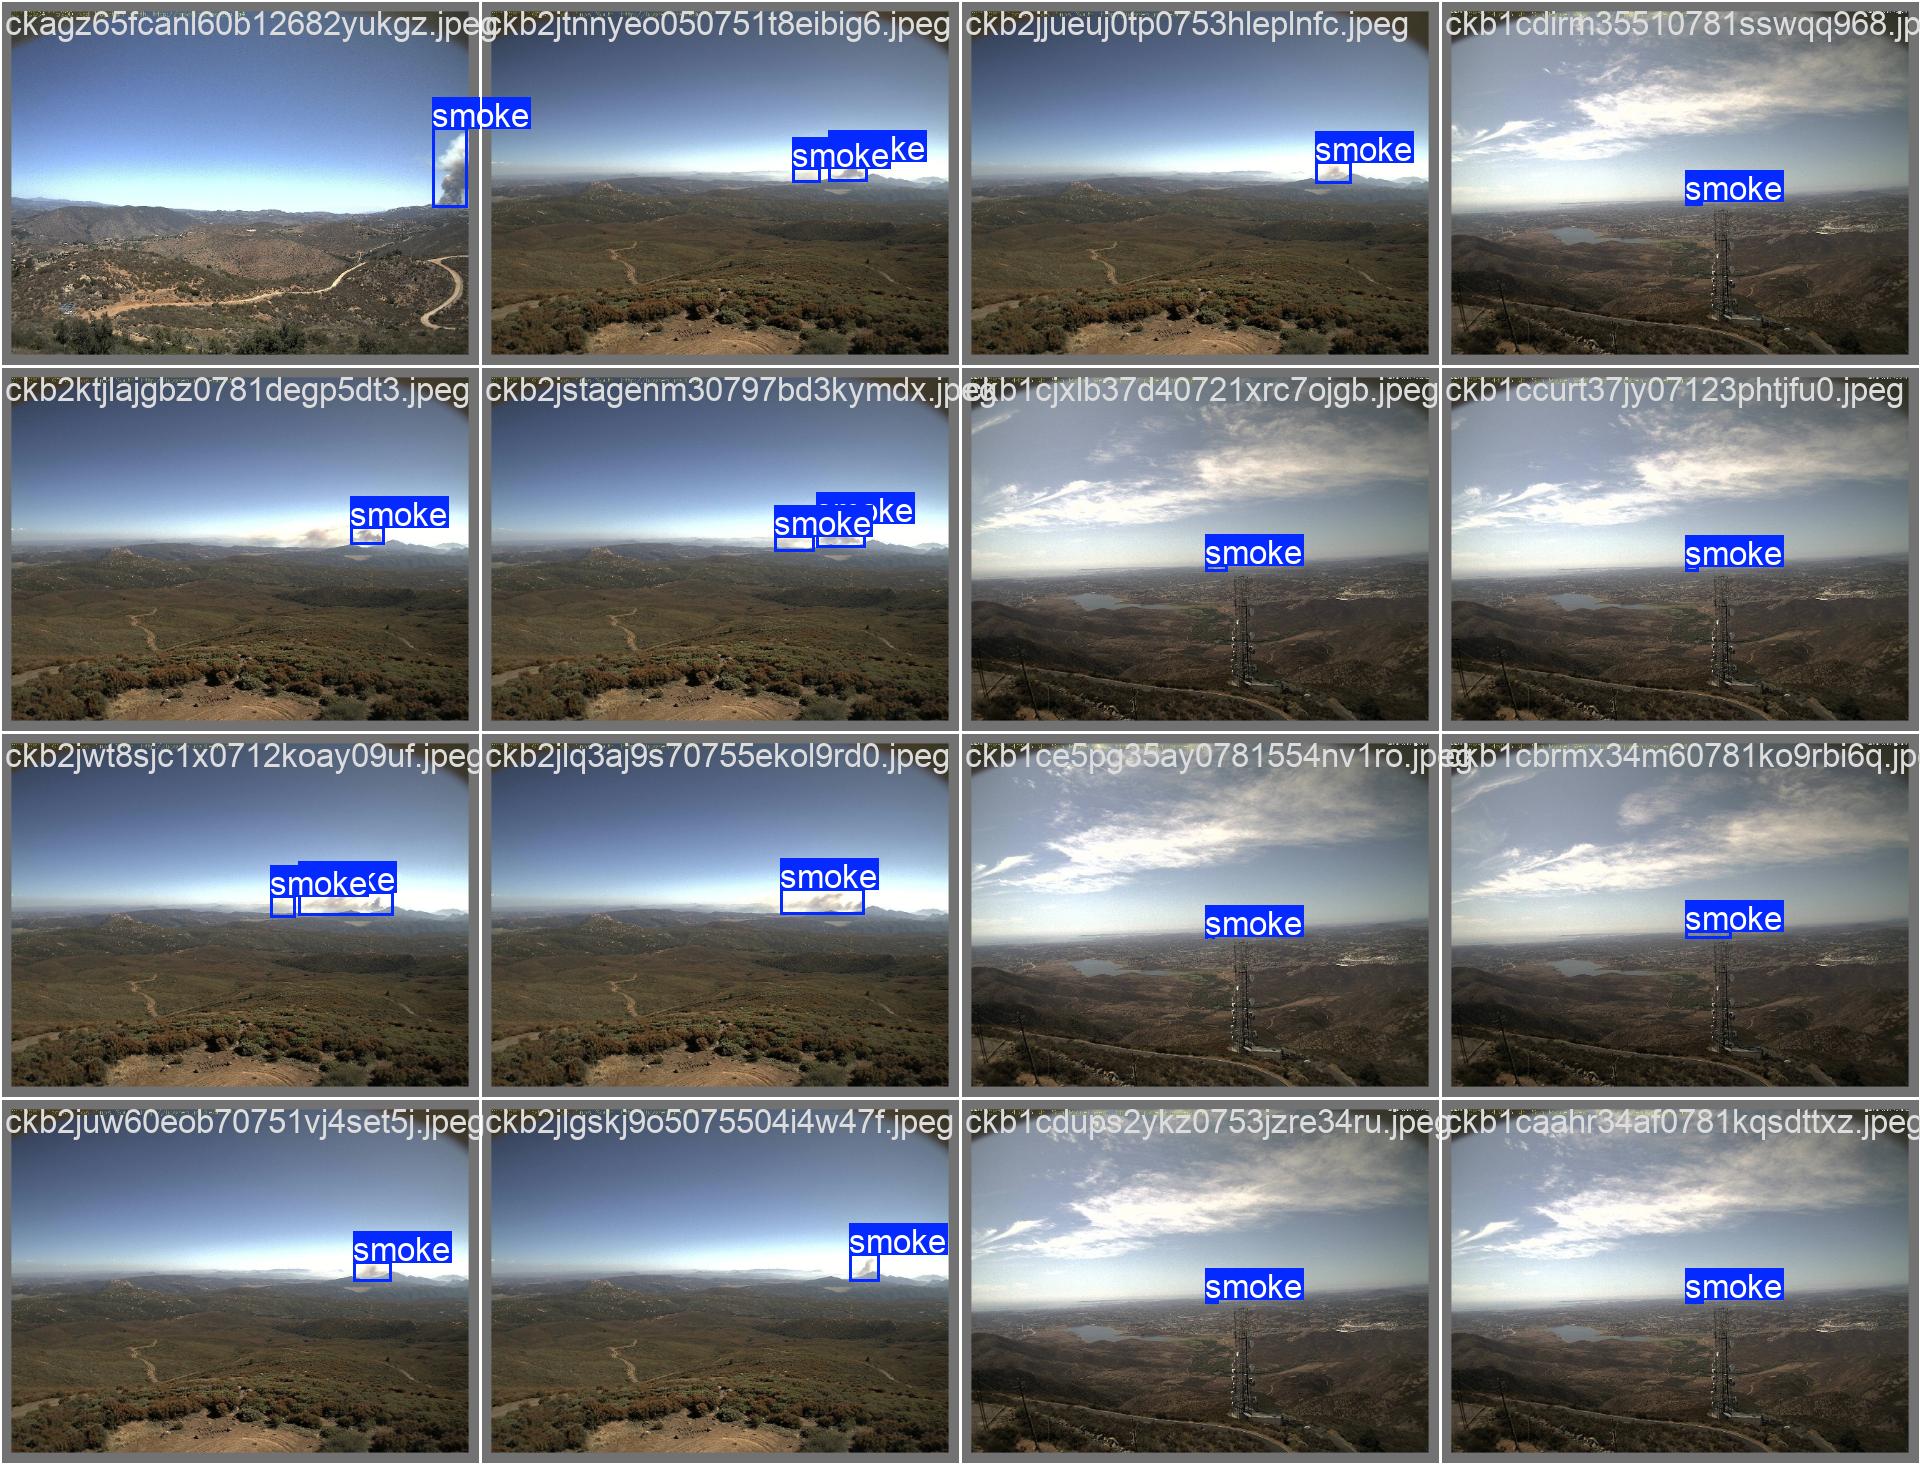 ckagz65fcanl60b12682yukgz.jpeg
smoke
ckb2jtnnyeo050751t8eibig6.jpeg
smoke
ke
ckb2jjueuj0tp0753hleplnfc.jpeg
smoke
ckb1cdirm35510781sswqq968.jp
smoke
ckb2ktjlajgbz0781degp5dt3.jpeg
smoke
ckb2jstagenm30797bd3kymdx.jpeg
smoke
smoke
ckb1cjxlb37d40721xrc7ojgb.jpeg
smoke
ckb1ccurt37jy07123phtjfu0.jpeg
smoke
ckb2jwt8sjc1x0712koay09uf.jpeg
smoke
ke
ckb2jlq3aj9s70755ekol9rd0.jpeg
smoke
ckb1ce5pg35ay0781554nv1ro.jpeg
smoke
ckb1cbrmx34m60781ko9rbi6q.jp
smoke
ckb2juw60eob70751vj4set5j.jpeg
smoke
ckb2jlgskj9o5075504i4w47f.jpeg
smoke
ckb1cdups2ykz0753jzre34ru.jpeg
smoke
ckb1caahr34af0781kqsdttxz.jpeg
smoke